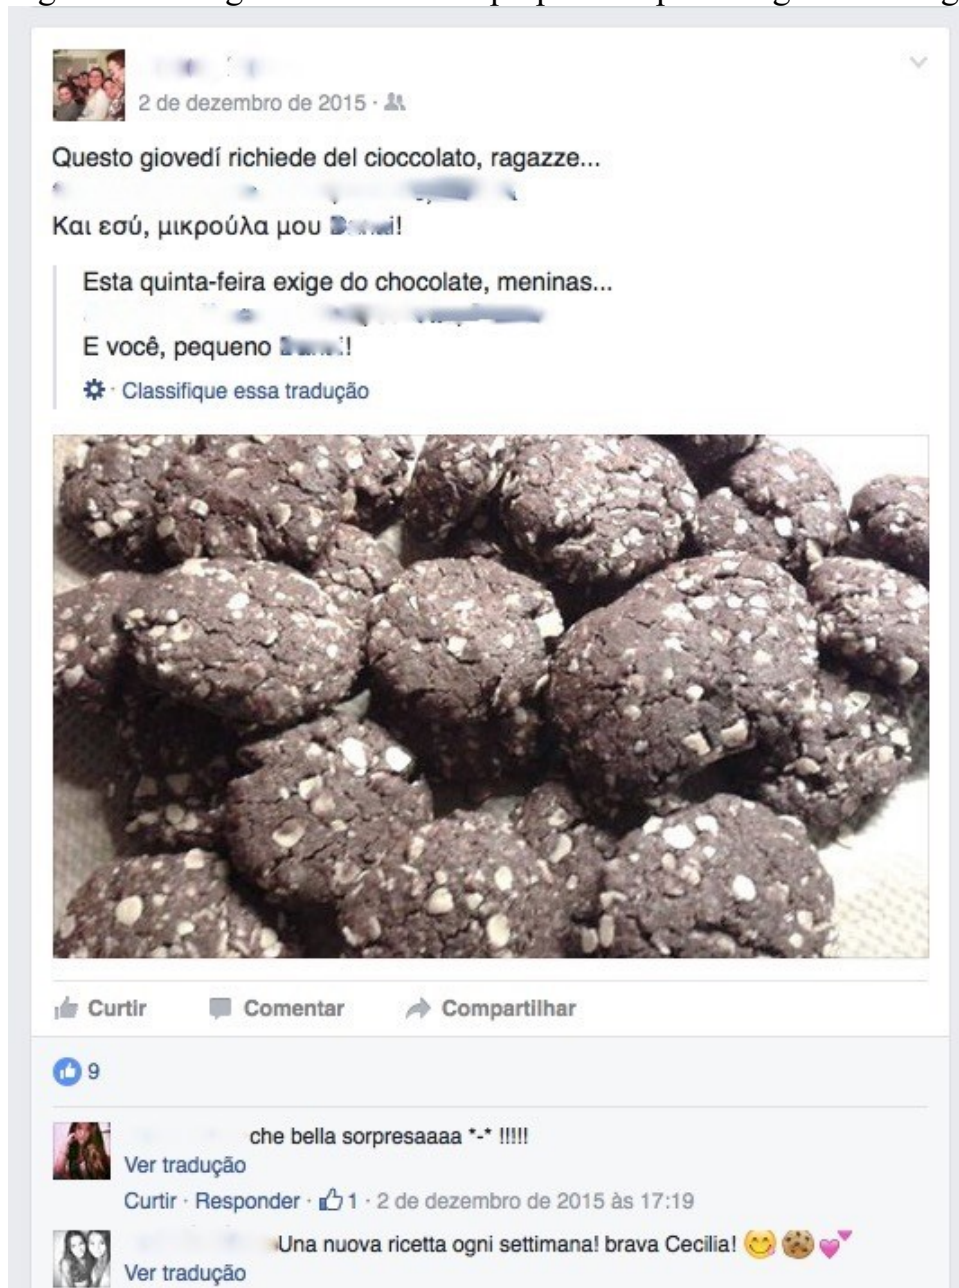 2 de dezembro de 2015 ·
Questo giovedí richiede del cioccolato, ragazze...
Και εσύ, μικρούλα μου !
Esta quinta-feira exige do chocolate, meninas...
E você, pequeno !
· Classifique essa tradução
Curtir Comentar Compartilhar
9
che bella sorpresaaaa *-* !!!!!
Ver tradução
Curtir · Responder · 1 · 2 de dezembro de 2015 às 17:19
Una nuova ricetta ogni settimana! brava Cecilia! 😋🍪💕
Ver tradução